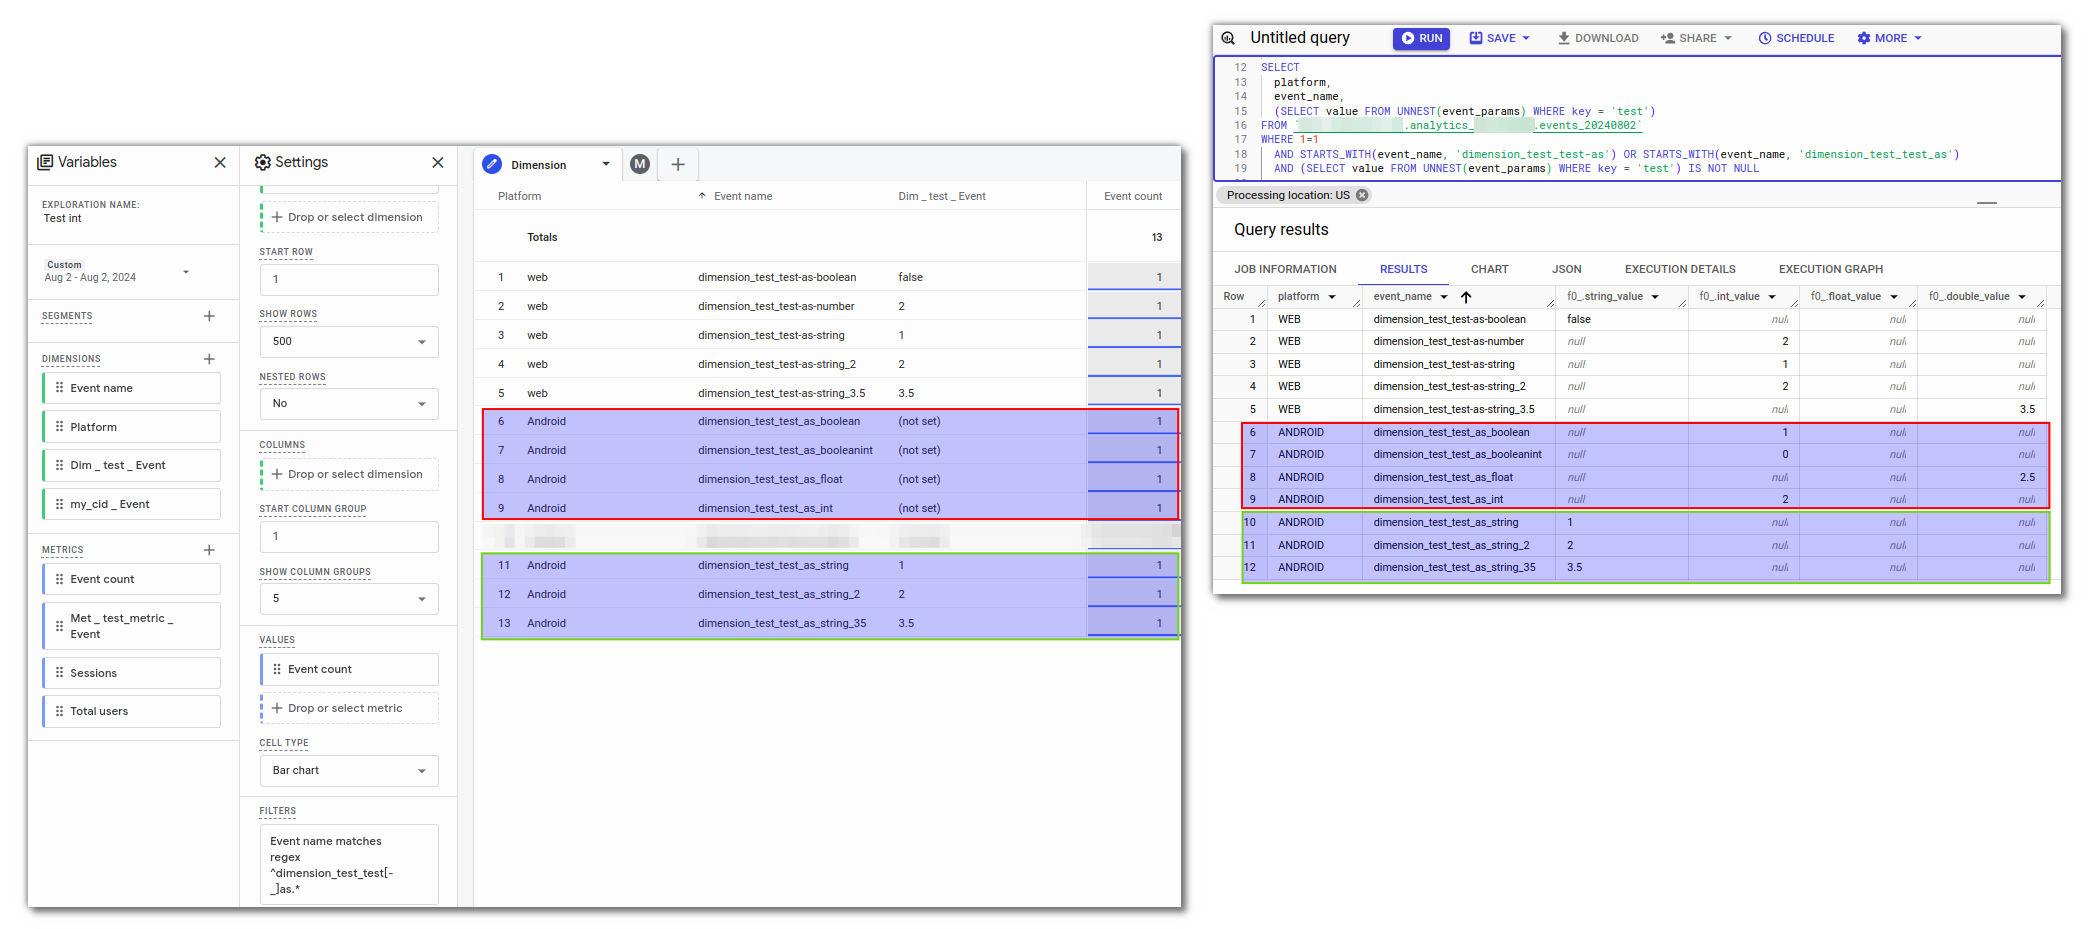 Variables
EXPLORATION NAME:
Test int
Custom
Aug 2 - Aug 2, 2024
SEGMENTS
DIMENSIONS
Event name
Platform
Dim _ test _ Event
my_cid _ Event
METRICS
Event count
Met _ test_metric _
Event
Sessions
Total users
Settings
Drop or select dimension
START ROW
1
SHOW ROWS
500
NESTED ROWS
No
COLUMNS
Drop or select dimension
START COLUMN GROUP
1
SHOW COLUMN GROUPS
5
VALUES
Event count
Drop or select metric
CELL TYPE
Bar chart
FILTERS
Event name matches
regex
^dimension_test_test[-
_]as.*
Dimension M
Platform Event name Dim _ test _ Event Event count
Totals 13
1 web dimension_test_test-as-boolean false 1
2 web dimension_test_test-as-number 2 1
3 web dimension_test_test-as-string 1 1
4 web dimension_test_test-as-string_2 2 1
5 web dimension_test_test-as-string_3.5 3.5 1
6 Android dimension_test_test_as_boolean (not set) 1
7 Android dimension_test_test_as_booleanint (not set) 1
8 Android dimension_test_test_as_float (not set) 1
9 Android dimension_test_test_as_int (not set) 1
11 Android dimension_test_test_as_string 1 1
12 Android dimension_test_test_as_string_2 2 1
13 Android dimension_test_test_as_string_35 3.5 1
Untitled query RUN SAVE DOWNLOAD SHARE SCHEDULE MORE
12 SELECT
13 platform,
14 event_name,
15 (SELECT value FROM UNNEST(event_params) WHERE key = 'test')
16 FROM ` .analytics_ .events_20240802`
17 WHERE 1=1
18 AND STARTS_WITH(event_name, 'dimension_test_test-as') OR STARTS_WITH(event_name, 'dimension_test_test_as')
19 AND (SELECT value FROM UNNEST(event_params) WHERE key = 'test') IS NOT NULL
Processing location: US
Query results
JOB INFORMATION RESULTS CHART JSON EXECUTION DETAILS EXECUTION GRAPH
Row platform event_name f0_.string_value f0_.int_value f0_.float_value f0_.double_value
1 WEB dimension_test_test-as-boolean false null null null
2 WEB dimension_test_test-as-number null 2 null null
3 WEB dimension_test_test-as-string null 1 null null
4 WEB dimension_test_test-as-string_2 null 2 null null
5 WEB dimension_test_test-as-string_3.5 null null null 3.5
6 ANDROID dimension_test_test_as_boolean null 1 null null
7 ANDROID dimension_test_test_as_booleanint null 0 null null
8 ANDROID dimension_test_test_as_float null null null 2.5
9 ANDROID dimension_test_test_as_int null 2 null null
10 ANDROID dimension_test_test_as_string 1 null null null
11 ANDROID dimension_test_test_as_string_2 2 null null null
12 ANDROID dimension_test_test_as_string_35 3.5 null null null